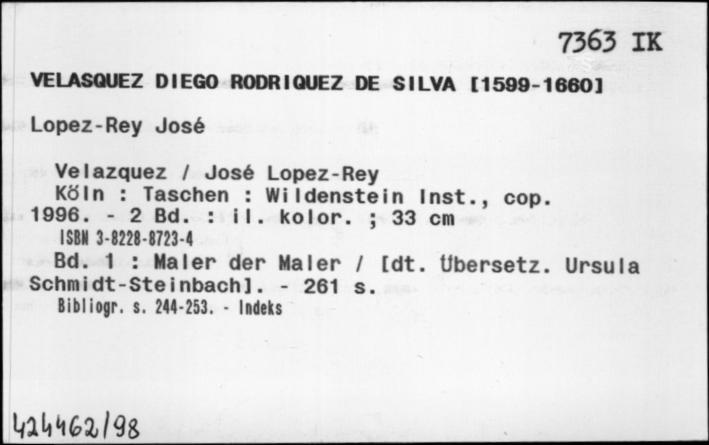 7363 IK
VELASQUEZ DIEGO RODRIQUEZ DE SILVA [1599-1660]
Lopez-Rey José
Velazquez / José Lopez-Rey
Köln : Taschen : Wildenstein Inst., cop.
1996. - 2 Bd. : il. kolor. ; 33 cm
ISBN 3-8228-8723-4
Bd. 1 : Maler der Maler / [dt. Übersetz. Ursula
Schmidt-Steinbach]. - 261 s.
Bibliogr. s. 244-253. - Indeks
424462/98